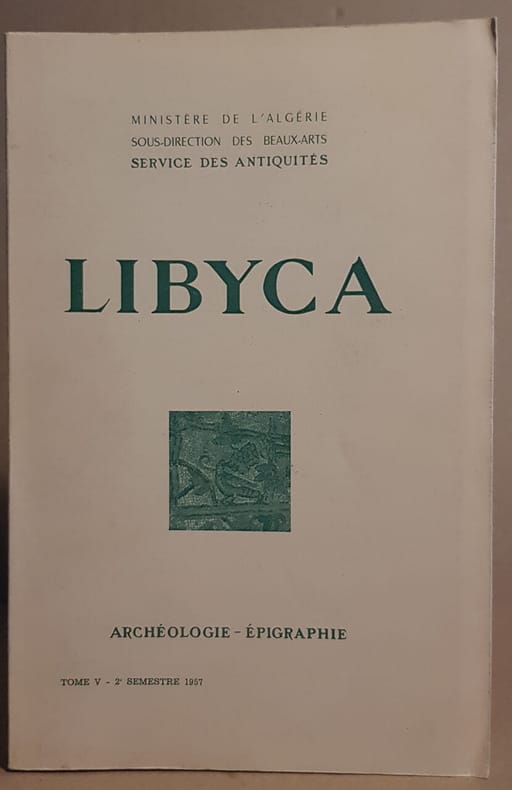 MINISTÈRE DE L'ALGÉRIE
SOUS-DIRECTION DES BEAUX-ARTS
SERVICE DES ANTIQUITÉS
LIBYCA
ARCHÉOLOGIE - ÉPIGRAPHIE
TOME V - 2e SEMESTRE 1957